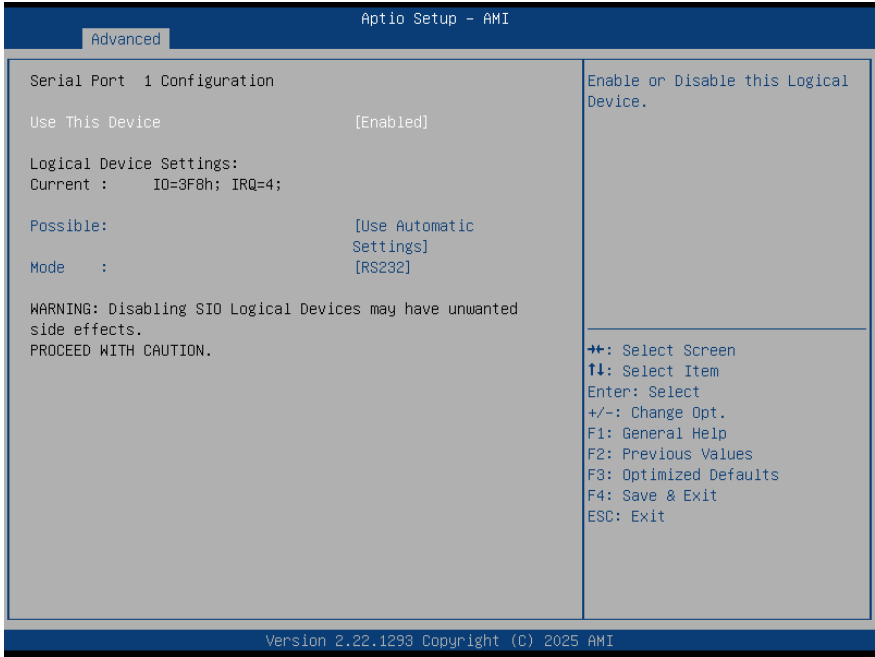 Aptio Setup – AMI
Advanced
Serial Port 1 Configuration
Use This Device [Enabled]
Logical Device Settings:
Current : IO=3F8h; IRQ=4;
Possible: [Use Automatic
Settings]
Mode : [RS232]
WARNING: Disabling SIO Logical Devices may have unwanted
side effects.
PROCEED WITH CAUTION.
Enable or Disable this Logical
Device.
→←: Select Screen
↑↓: Select Item
Enter: Select
+/-: Change Opt.
F1: General Help
F2: Previous Values
F3: Optimized Defaults
F4: Save & Exit
ESC: Exit
Version 2.22.1293 Copyright (C) 2025 AMI